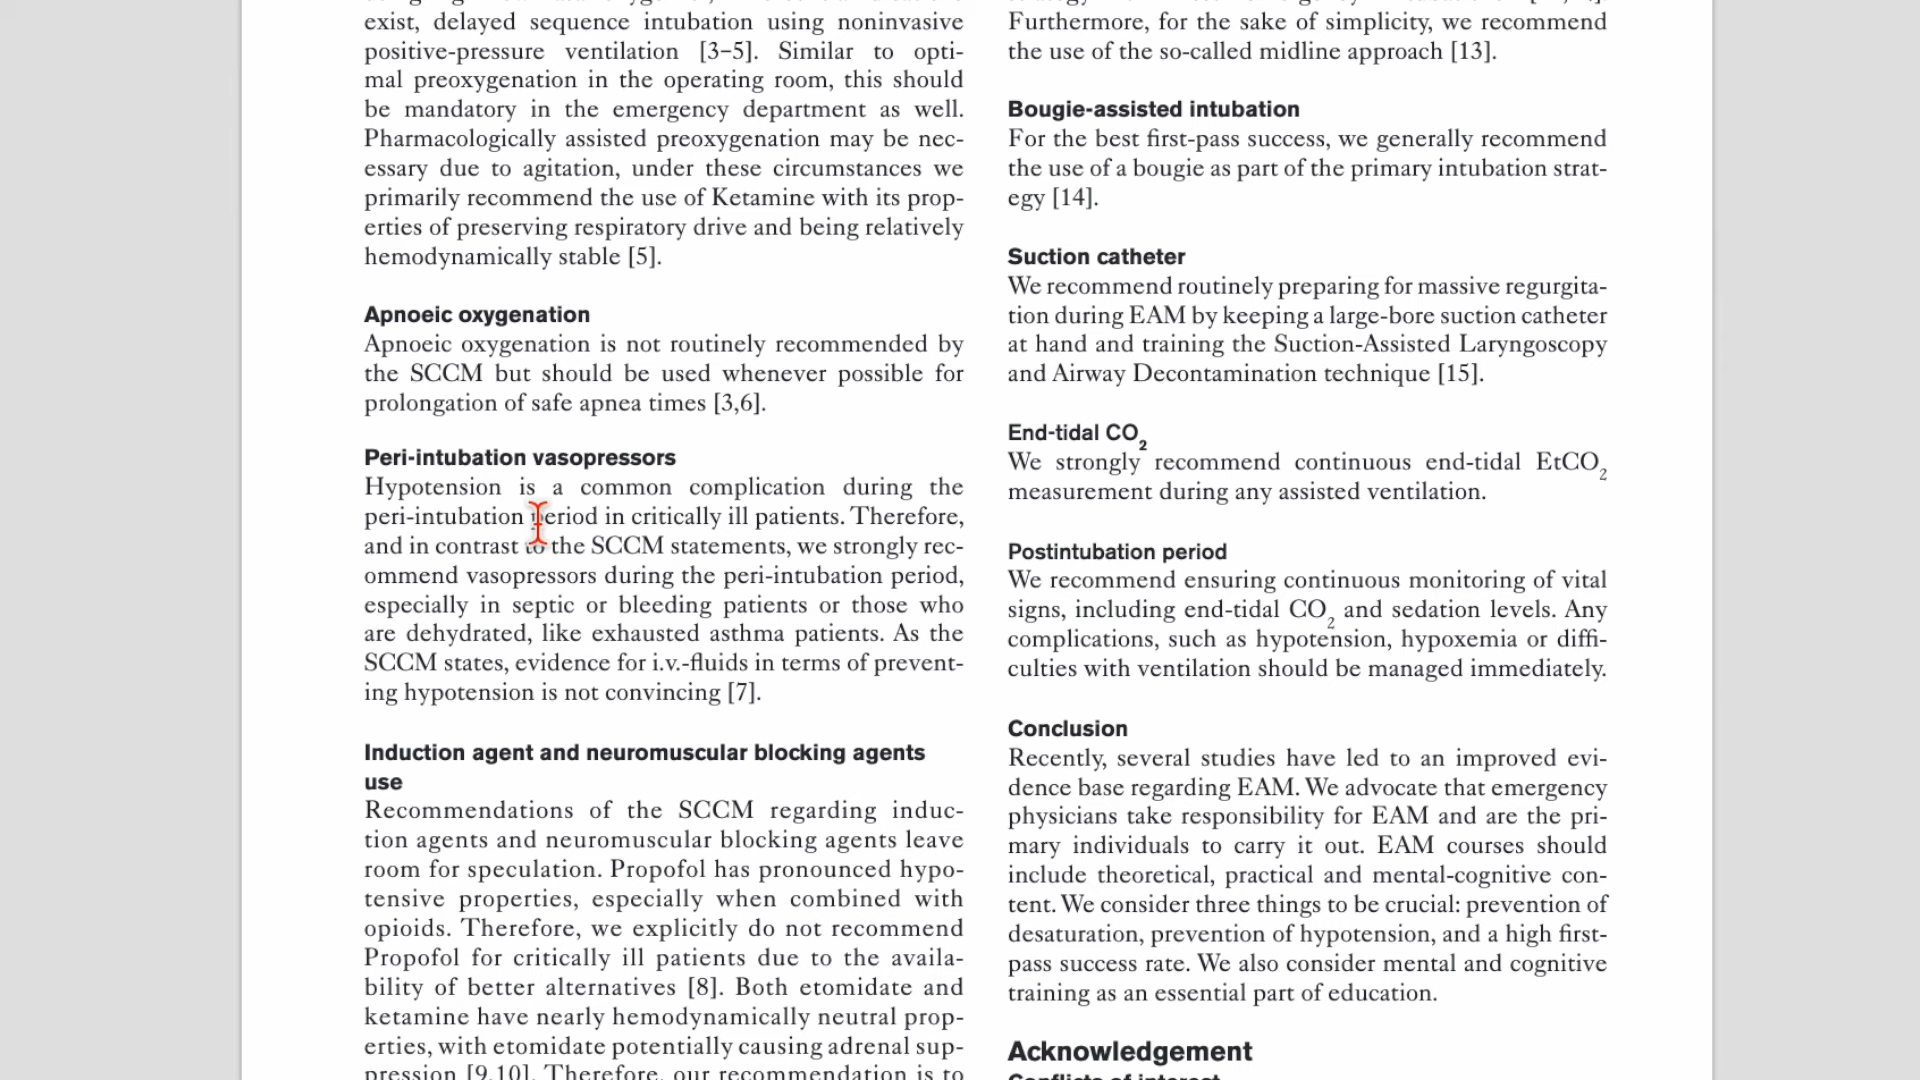 exist, delayed sequence intubation using noninvasive
positive-pressure ventilation [3–5]. Similar to opti-
mal preoxygenation in the operating room, this should
be mandatory in the emergency department as well.
Pharmacologically assisted preoxygenation may be nec-
essary due to agitation, under these circumstances we
primarily recommend the use of Ketamine with its prop-
erties of preserving respiratory drive and being relatively
hemodynamically stable [5].
Apnoeic oxygenation
Apnoeic oxygenation is not routinely recommended by
the SCCM but should be used whenever possible for
prolongation of safe apnea times [3,6].
Peri-intubation vasopressors
Hypotension is a common complication during the
peri-intubation period in critically ill patients. Therefore,
and in contrast to the SCCM statements, we strongly rec-
ommend vasopressors during the peri-intubation period,
especially in septic or bleeding patients or those who
are dehydrated, like exhausted asthma patients. As the
SCCM states, evidence for i.v.-fluids in terms of prevent-
ing hypotension is not convincing [7].
Induction agent and neuromuscular blocking agents
use
Recommendations of the SCCM regarding induc-
tion agents and neuromuscular blocking agents leave
room for speculation. Propofol has pronounced hypo-
tensive properties, especially when combined with
opioids. Therefore, we explicitly do not recommend
Propofol for critically ill patients due to the availa-
bility of better alternatives [8]. Both etomidate and
ketamine have nearly hemodynamically neutral prop-
erties, with etomidate potentially causing adrenal sup-
pression [9,10]. Therefore, our recommendation is to
Furthermore, for the sake of simplicity, we recommend
the use of the so-called midline approach [13].
Bougie-assisted intubation
For the best first-pass success, we generally recommend
the use of a bougie as part of the primary intubation strat-
egy [14].
Suction catheter
We recommend routinely preparing for massive regurgita-
tion during EAM by keeping a large-bore suction catheter
at hand and training the Suction-Assisted Laryngoscopy
and Airway Decontamination technique [15].
End-tidal CO₂
We strongly recommend continuous end-tidal EtCO₂
measurement during any assisted ventilation.
Postintubation period
We recommend ensuring continuous monitoring of vital
signs, including end-tidal CO₂ and sedation levels. Any
complications, such as hypotension, hypoxemia or diffi-
culties with ventilation should be managed immediately.
Conclusion
Recently, several studies have led to an improved evi-
dence base regarding EAM. We advocate that emergency
physicians take responsibility for EAM and are the pri-
mary individuals to carry it out. EAM courses should
include theoretical, practical and mental-cognitive con-
tent. We consider three things to be crucial: prevention of
desaturation, prevention of hypotension, and a high first-
pass success rate. We also consider mental and cognitive
training as an essential part of education.
Acknowledgement
Conflicts of interest